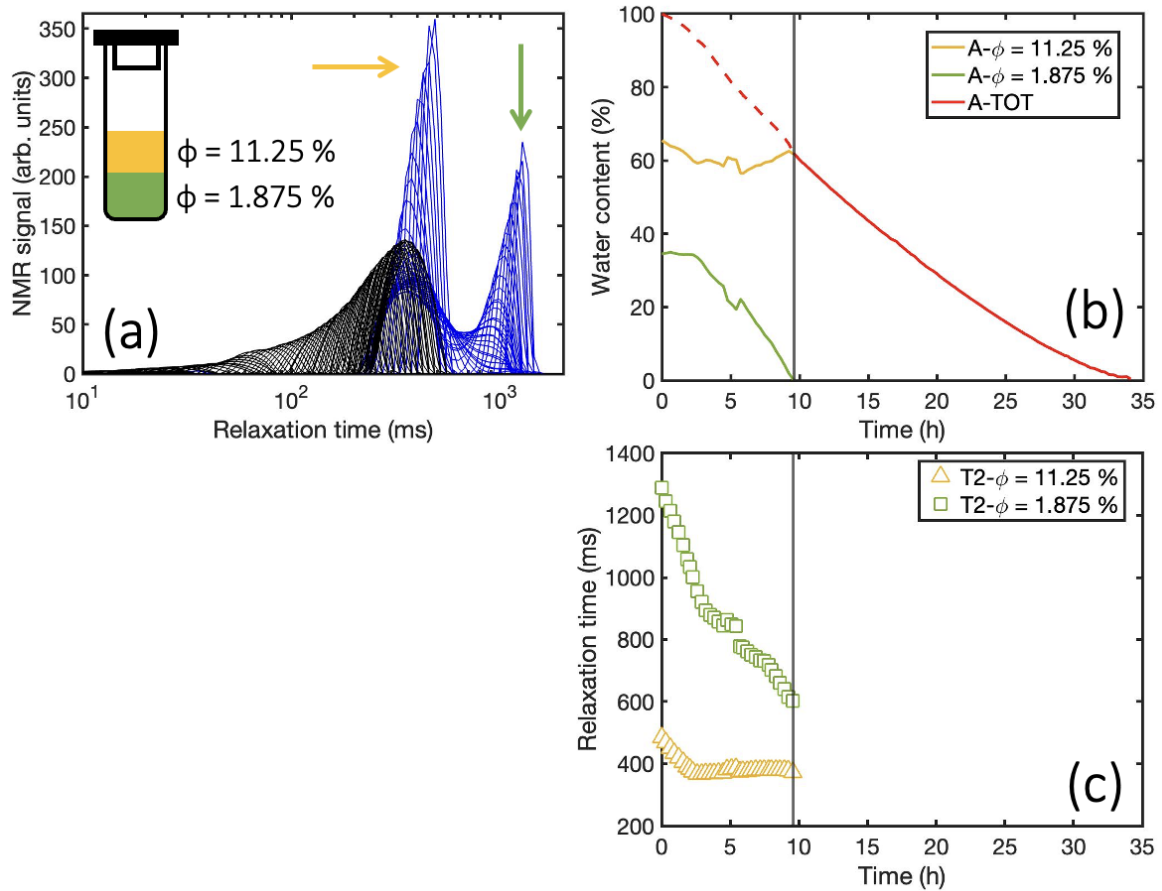 350
300
250
200
150
100
50
0
NMR signal (arb. units)
ϕ = 11.25 %
ϕ = 1.875 %
(a)
10¹ 10² 10³
Relaxation time (ms)
100
80
60
40
20
0
Water content (%)
A-ϕ = 11.25 %
A-ϕ = 1.875 %
A-TOT
(b)
0 5 10 15 20 25 30 35
Time (h)
1400
1200
1000
800
600
400
200
Relaxation time (ms)
T2-ϕ = 11.25 %
T2-ϕ = 1.875 %
(c)
0 5 10 15 20 25 30 35
Time (h)